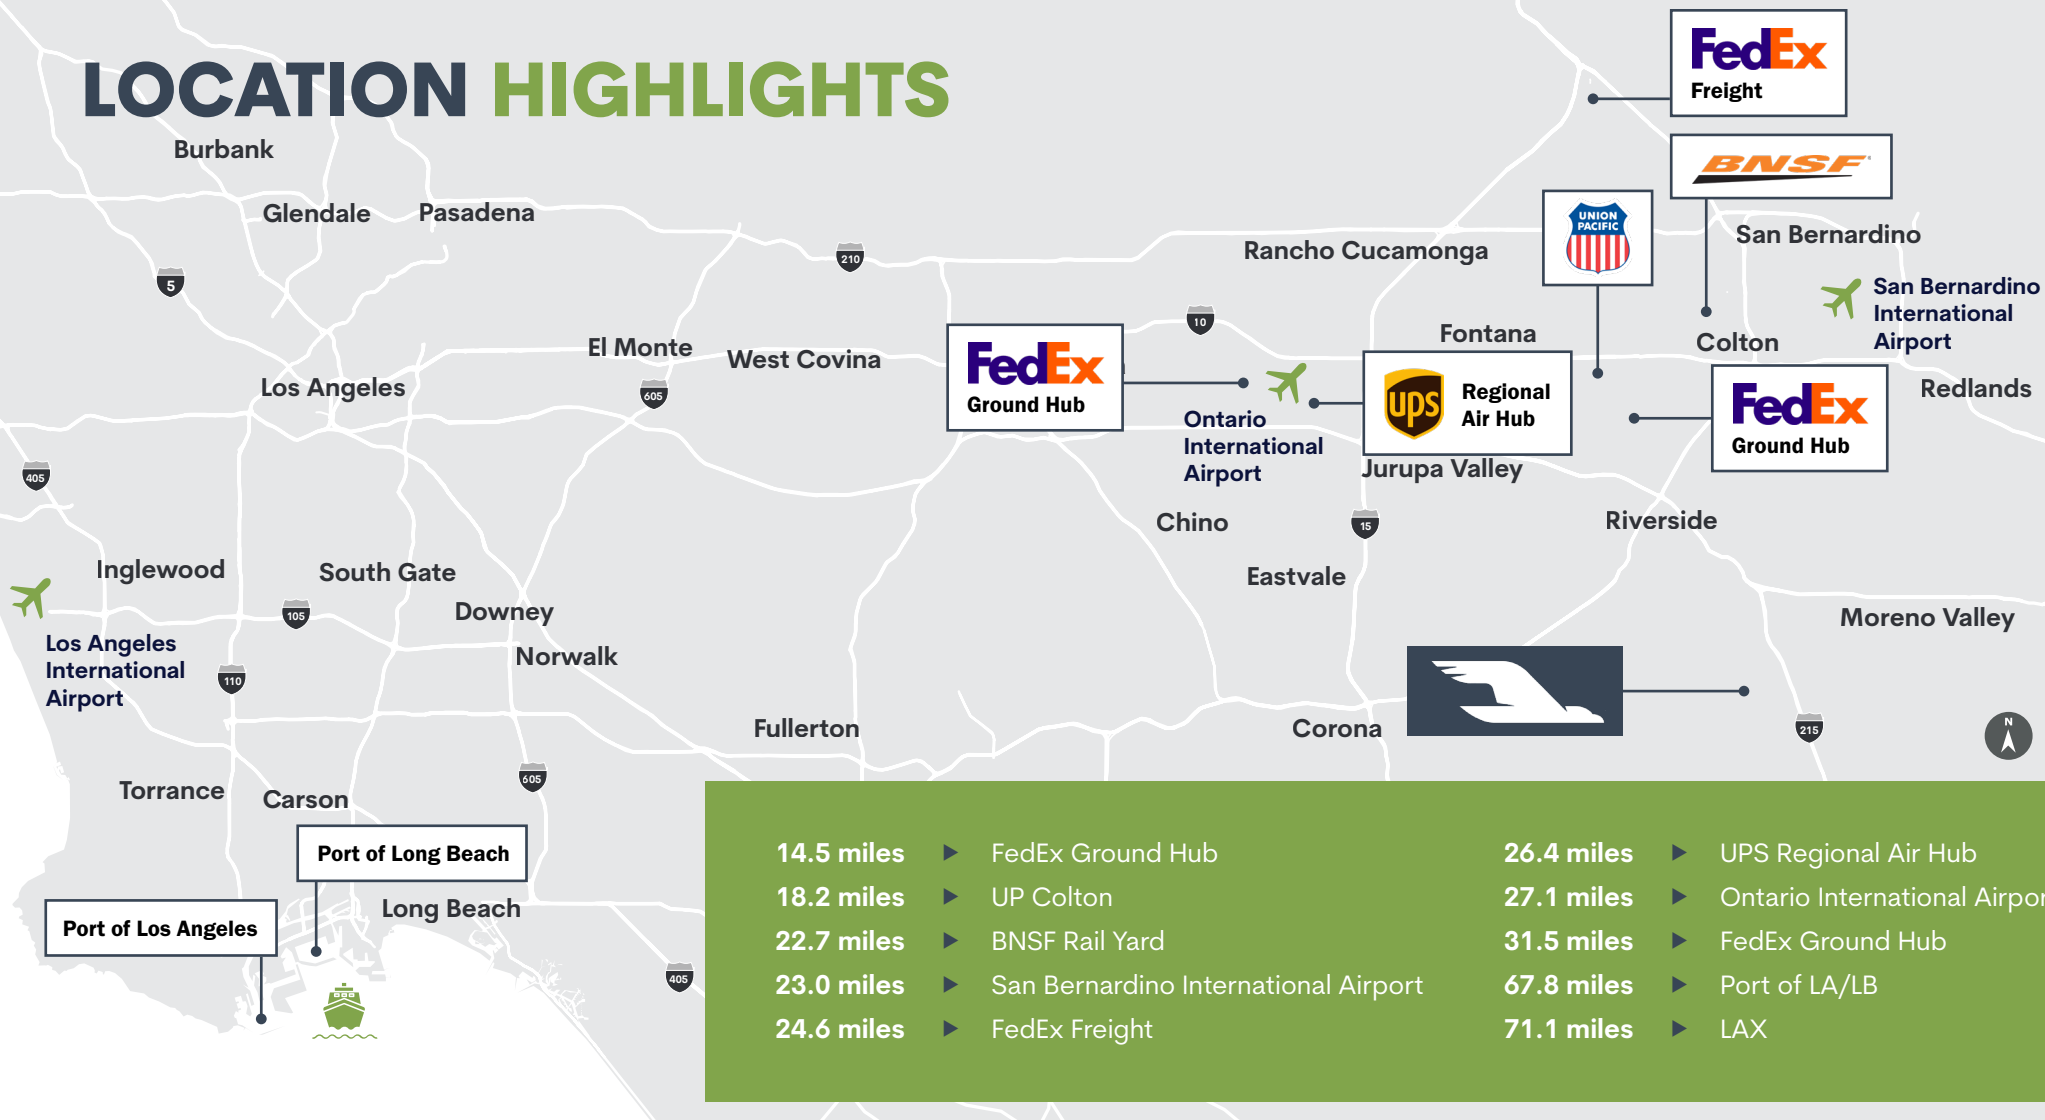 LOCATION HIGHLIGHTS
FedEx
Freight
Burbank
BNSF
Glendale
Pasadena
UNION
PACIFIC
San Bernardino
Rancho Cucamonga
210
5
San Bernardino
International
Airport
10
Fontana
Colton
El Monte
West Covina
FedEx
Ground Hub
Los Angeles
605
ups
Regional
Air Hub
FedEx
Ground Hub
Redlands
Ontario
International
Airport
Jurupa Valley
405
Chino
15
Riverside
Inglewood
South Gate
Eastvale
105
Downey
Moreno Valley
Los Angeles
International
Airport
Norwalk
110
Fullerton
Corona
215
N
605
Torrance
Carson
Port of Long Beach
Long Beach
Port of Los Angeles
405
14.5 miles FedEx Ground Hub
18.2 miles UP Colton
22.7 miles BNSF Rail Yard
23.0 miles San Bernardino International Airport
24.6 miles FedEx Freight
26.4 miles UPS Regional Air Hub
27.1 miles Ontario International Airpor
31.5 miles FedEx Ground Hub
67.8 miles Port of LA/LB
71.1 miles LAX